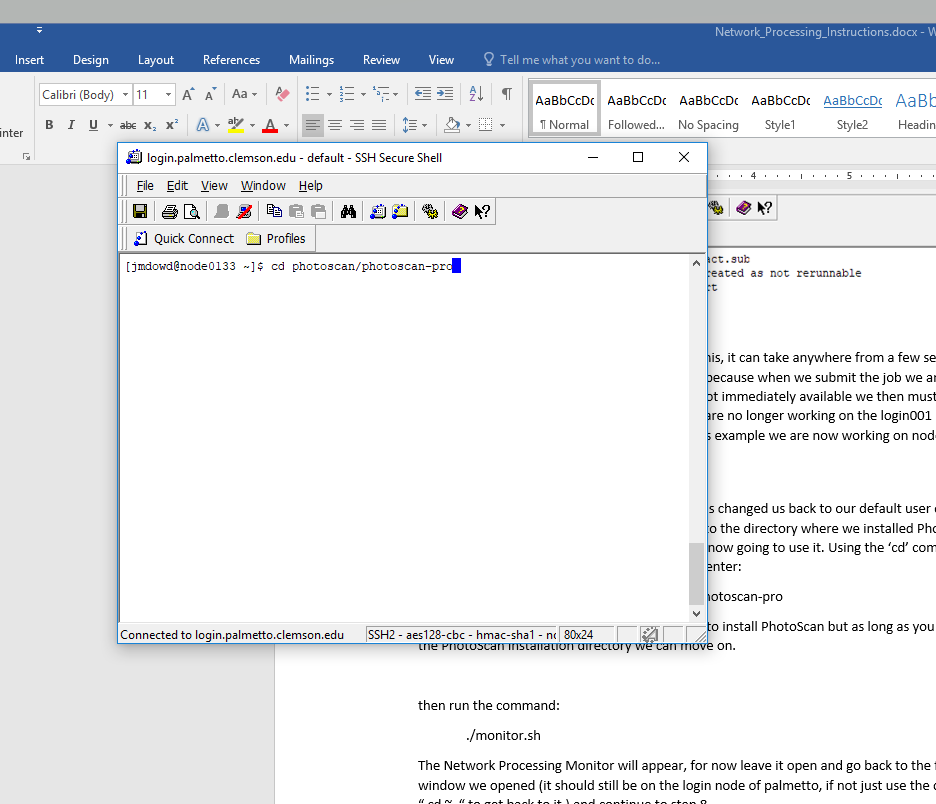 Network_Processing_Instructions.docx - W
Insert Design Layout References Mailings Review View Tell me what you want to do...
Calibri (Body) 11 A A Aa
B I U abc X₂ X² A ab A
inter
AaBbCcDc AaBbCcDc AaBbCcDc AaBbCcDc AaBbCcDc AaBb
¶ Normal Followed... No Spacing Style1 Style2 Headin
4 5
login.palmetto.clemson.edu - default - SSH Secure Shell
File Edit View Window Help
Quick Connect Profiles
[jmdowd@node0133 ~]$ cd photoscan/photoscan-pro
Connected to login.palmetto.clemson.edu SSH2 - aes128-cbc - hmac-sha1 - no 80x24
act.sub
reated as not rerunnable
rt
his, it can take anywhere from a few se
because when we submit the job we ar
ot immediately available we then must
are no longer working on the login001
s example we are now working on nod
s changed us back to our default user
to the directory where we installed Pho
now going to use it. Using the ‘cd’ com
enter:
hotoscan-pro
to install PhotoScan but as long as you
the PhotoScan installation directory we can move on.
then run the command:
./monitor.sh
The Network Processing Monitor will appear, for now leave it open and go back to the f
window we opened (it should still be on the login node of palmetto, if not just use the c
“ cd ~ “ to get back to it ) and continue to step 8